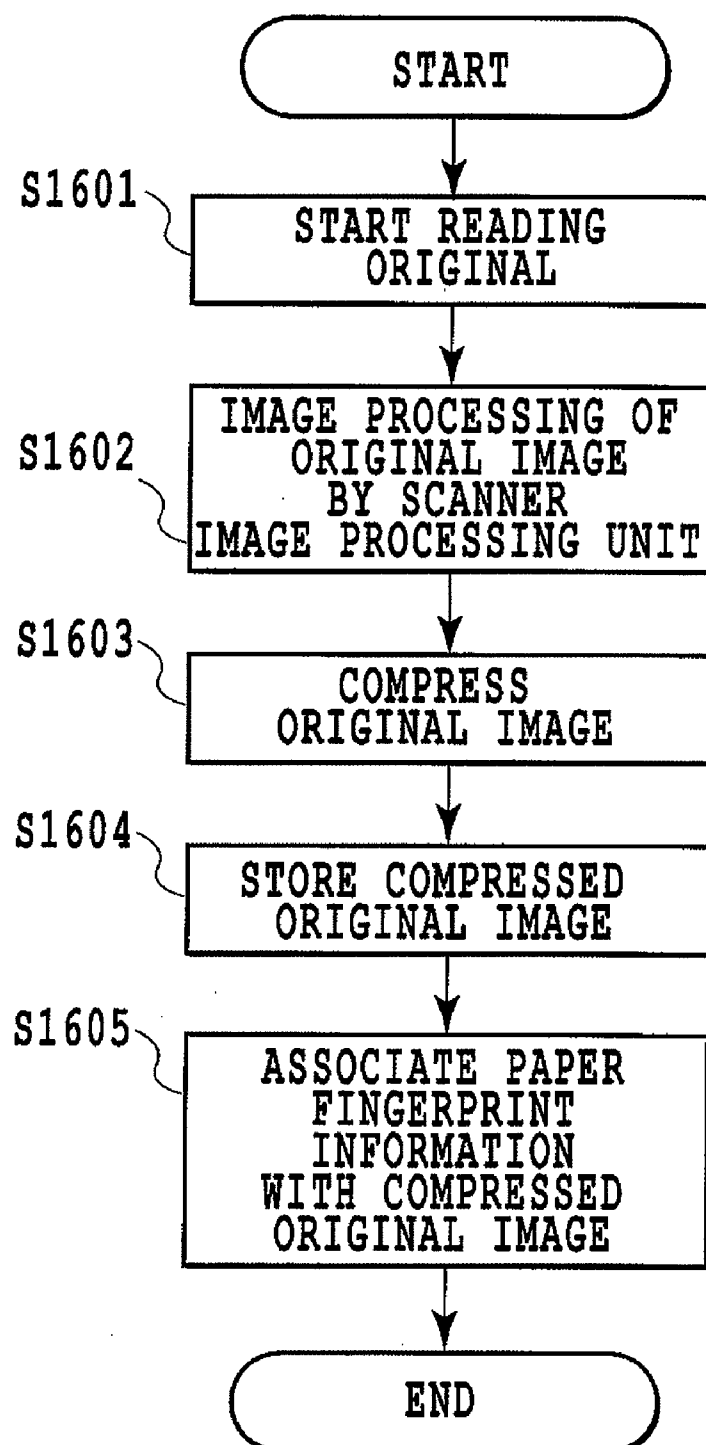 START
S1601
START READING
ORIGINAL
S1602
IMAGE PROCESSING OF
ORIGINAL IMAGE
BY SCANNER
IMAGE PROCESSING UNIT
S1603
COMPRESS
ORIGINAL IMAGE
S1604
STORE COMPRESSED
ORIGINAL IMAGE
S1605
ASSOCIATE PAPER
FINGERPRINT
INFORMATION
WITH COMPRESSED
ORIGINAL IMAGE
END